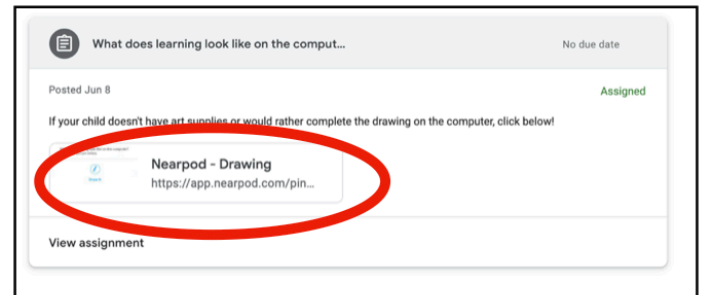 What does learning look like on the comput...
No due date
Posted Jun 8
Assigned
If your child doesn't have art supplies or would rather complete the drawing on the computer, click below!
Nearpod - Drawing
https://app.nearpod.com/pin...
View assignment